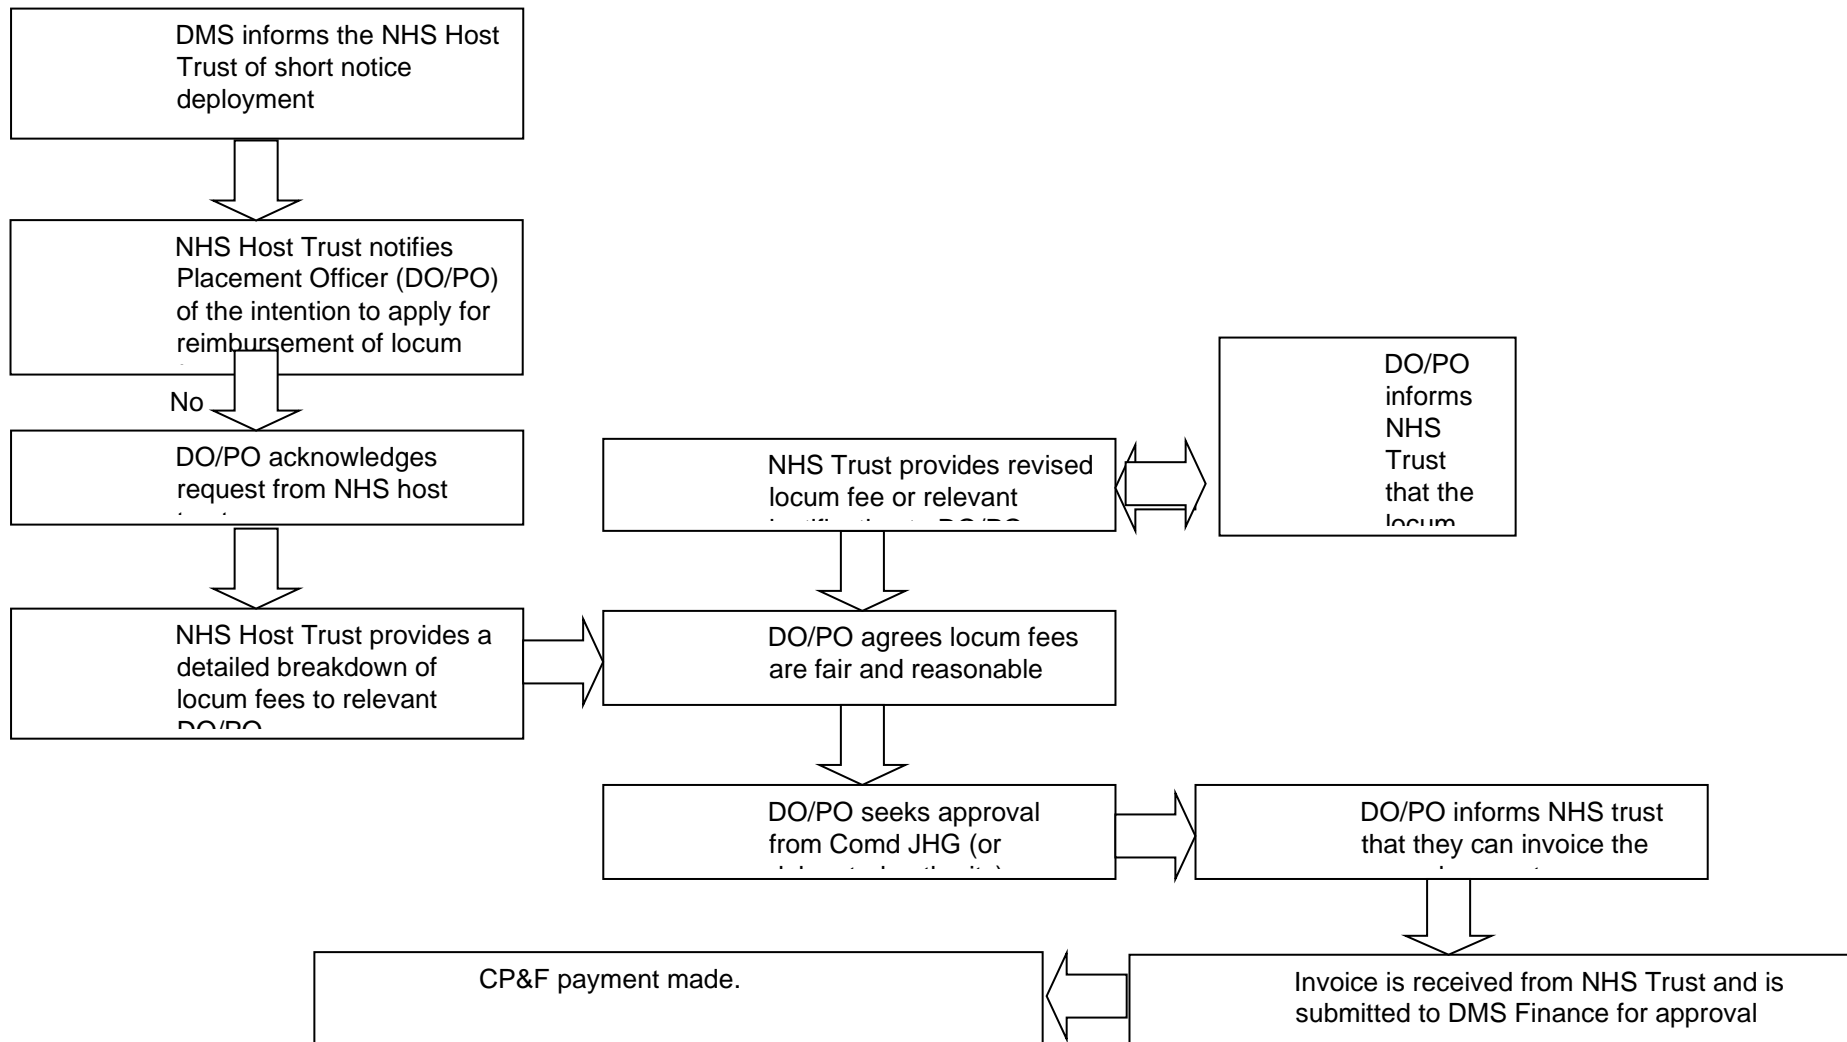 DMS informs the NHS Host
Trust of short notice
deployment
NHS Host Trust notifies
Placement Officer (DO/PO)
of the intention to apply for
reimbursement of locum
No
DO/PO acknowledges
request from NHS host
NHS Host Trust provides a
detailed breakdown of
locum fees to relevant
DO/PO
NHS Trust provides revised
locum fee or relevant
DO/PO
informs
NHS
Trust
that the
locum
DO/PO agrees locum fees
are fair and reasonable
DO/PO seeks approval
from Comd JHG (or
DO/PO informs NHS trust
that they can invoice the
Invoice is received from NHS Trust and is
submitted to DMS Finance for approval
CP&F payment made.